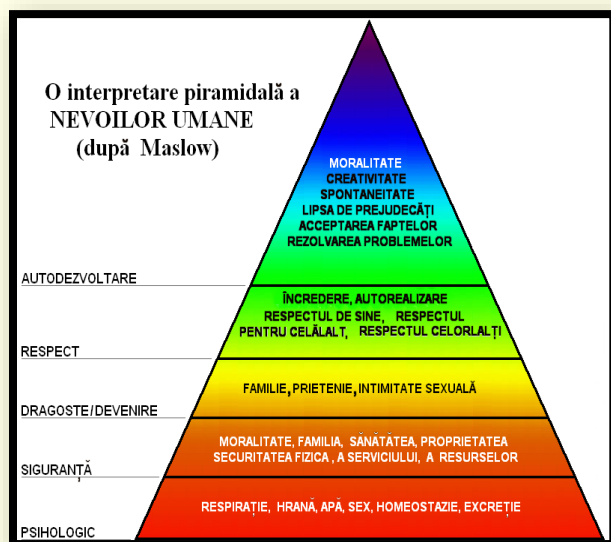 O interpretare piramidală a
NEVOILOR UMANE
(după Maslow)
MORALITATE
CREATIVITATE
SPONTANEITATE
LIPSA DE PREJUDECĂȚI
ACCEPTAREA FAPTELOR
REZOLVAREA PROBLEMELOR
AUTODEZVOLTARE
ÎNCREDERE, AUTOREALIZARE
RESPECTUL DE SINE, RESPECTUL
PENTRU CELĂLALT, RESPECTUL CELORLALȚI
RESPECT
FAMILIE, PRIETENIE, INTIMITATE SEXUALĂ
DRAGOSTE/DEVENIRE
MORALITATE, FAMILIA, SĂNĂTĂTEA, PROPRIETATEA
SECURITATEA FIZICA , A SERVICIULUI, A RESURSELOR
SIGURANȚĂ
RESPIRAȚIE, HRANĂ, APĂ, SEX, HOMEOSTAZIE, EXCREȚIE
PSIHOLOGIC